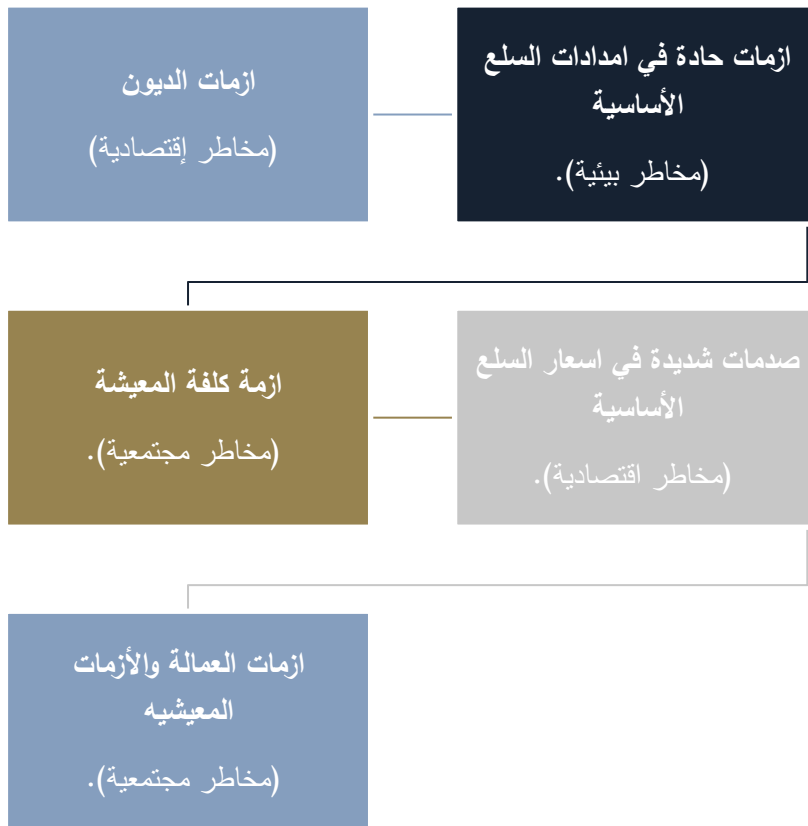 ازمات الديون
(مخاطر إقتصادية)
ازمات حادة في امدادات السلع
الأساسية
(مخاطر بيئية).
ازمة كلفة المعيشة
(مخاطر مجتمعية).
صدمات شديدة في اسعار السلع
الأساسية
(مخاطر اقتصادية).
ازمات العمالة والأزمات
المعيشيه
(مخاطر مجتمعية).